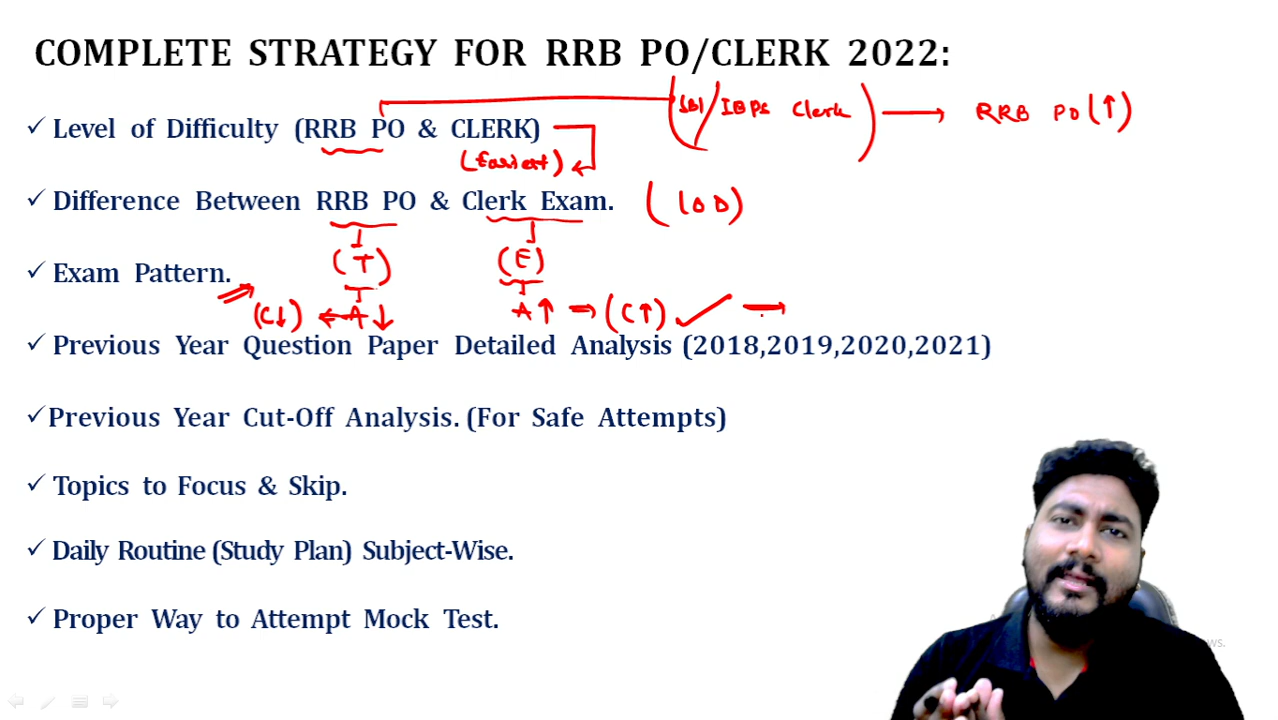 COMPLETE STRATEGY FOR RRB PO/CLERK 2022:
✓ Level of Difficulty (RRB PO & CLERK)
(SBI/IBPS Clerk) → RRB PO(↑)
(Easiest)
✓ Difference Between RRB PO & Clerk Exam. (LOD)
(T) (E)
✓ Exam Pattern.
(C↓) ← A↓ A↑ ⇒ (C↑) ✓ →
✓ Previous Year Question Paper Detailed Analysis (2018,2019,2020,2021)
✓Previous Year Cut-Off Analysis. (For Safe Attempts)
✓ Topics to Focus & Skip.
✓ Daily Routine (Study Plan) Subject-Wise.
✓ Proper Way to Attempt Mock Test.